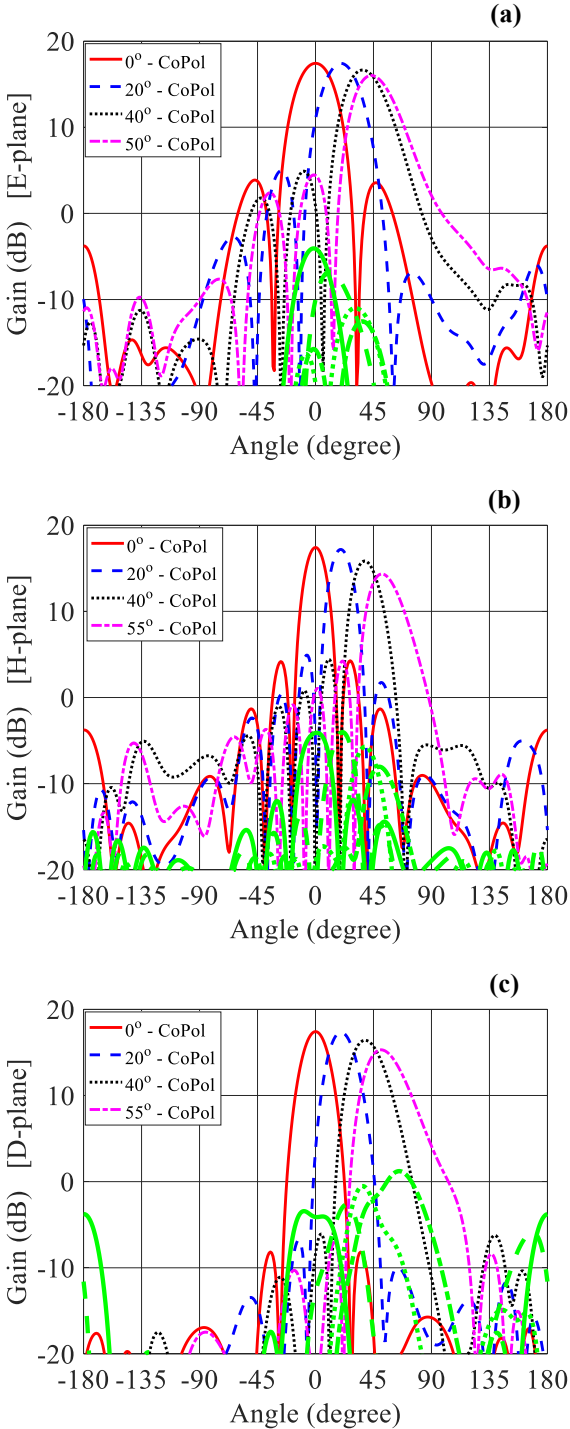 (a)
20
10
0
-10
-20
Gain (dB) [E-plane]
0° - CoPol
20° - CoPol
40° - CoPol
50° - CoPol
-180 -135 -90 -45 0 45 90 135 180
Angle (degree)
(b)
20
10
0
-10
-20
Gain (dB) [H-plane]
0° - CoPol
20° - CoPol
40° - CoPol
55° - CoPol
-180 -135 -90 -45 0 45 90 135 180
Angle (degree)
(c)
20
10
0
-10
-20
Gain (dB) [D-plane]
0° - CoPol
20° - CoPol
40° - CoPol
55° - CoPol
-180 -135 -90 -45 0 45 90 135 180
Angle (degree)